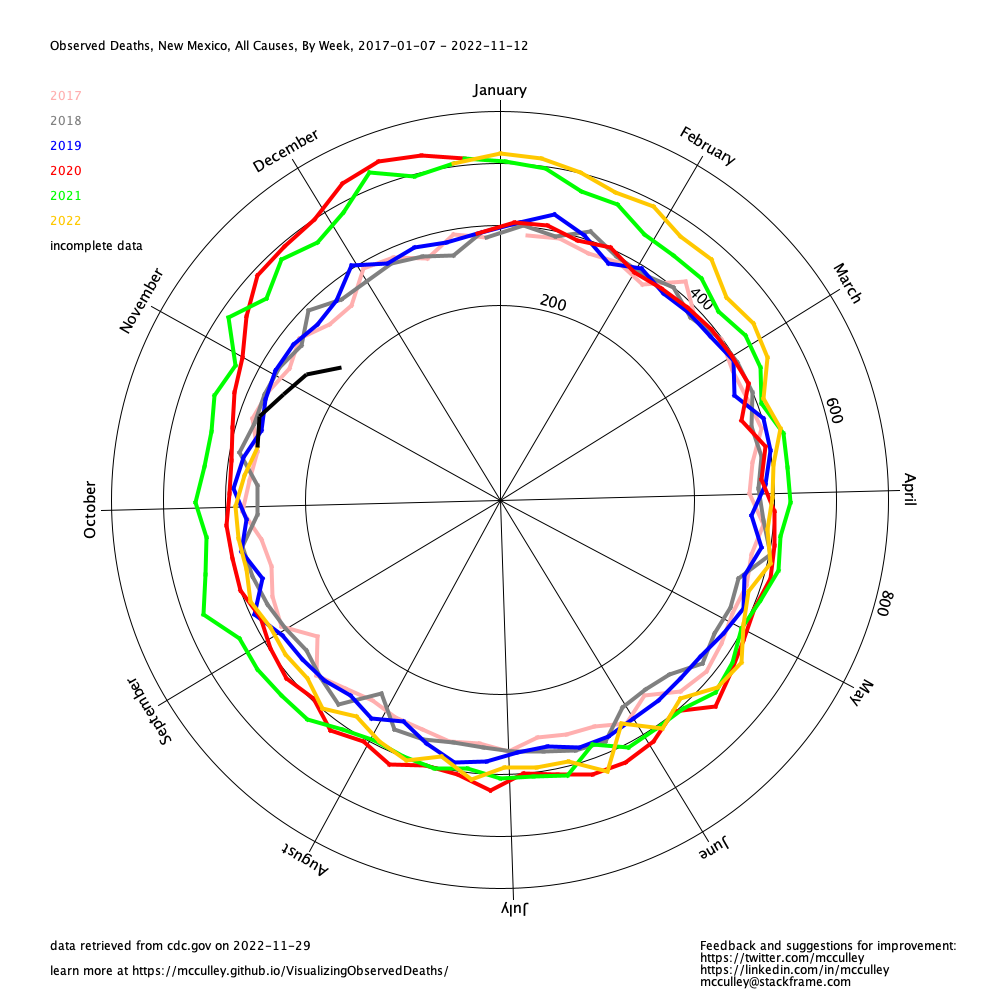 Observed Deaths, New Mexico, All Causes, By Week, 2017-01-07 - 2022-11-12
January
2017
2018
2019
2020
2021
2022
incomplete data
December
February
November
March
200
400
600
October
April
800
September
May
August
June
July
data retrieved from cdc.gov on 2022-11-29
learn more at https://mcculley.github.io/VisualizingObservedDeaths/
Feedback and suggestions for improvement:
https://twitter.com/mcculley
https://linkedin.com/in/mcculley
mcculley@stackframe.com